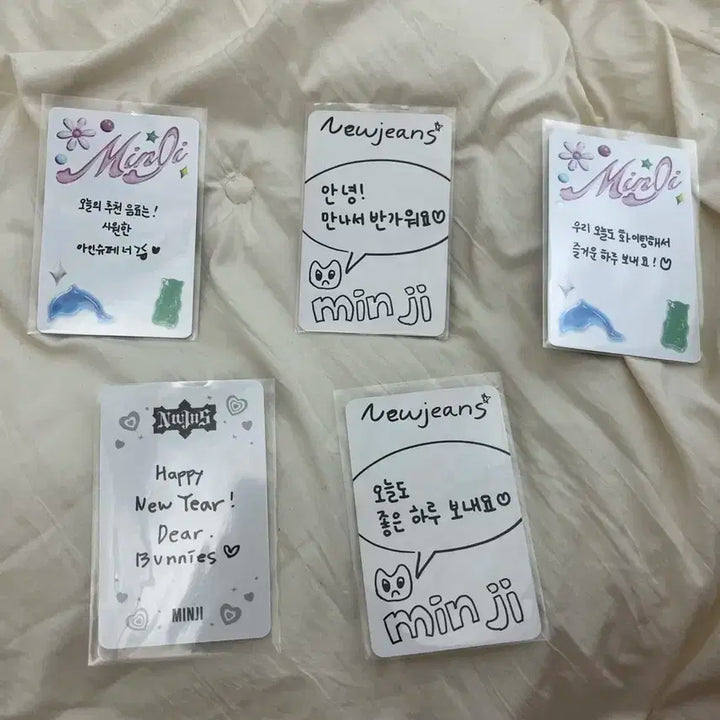 MinJi
오늘의 추천 음료는!
시원한
아인슈페너
Newjeans
안녕!
만나서 반가워요♡
min ji
MinJi
우리 오늘도 화이팅해서
즐거운 하루 보내요!♡
NWJNS
Happy
New Year!
Dear.
Bunnies♡
MINJI
Newjeans
오늘도
좋은 하루 보내요♡
min ji